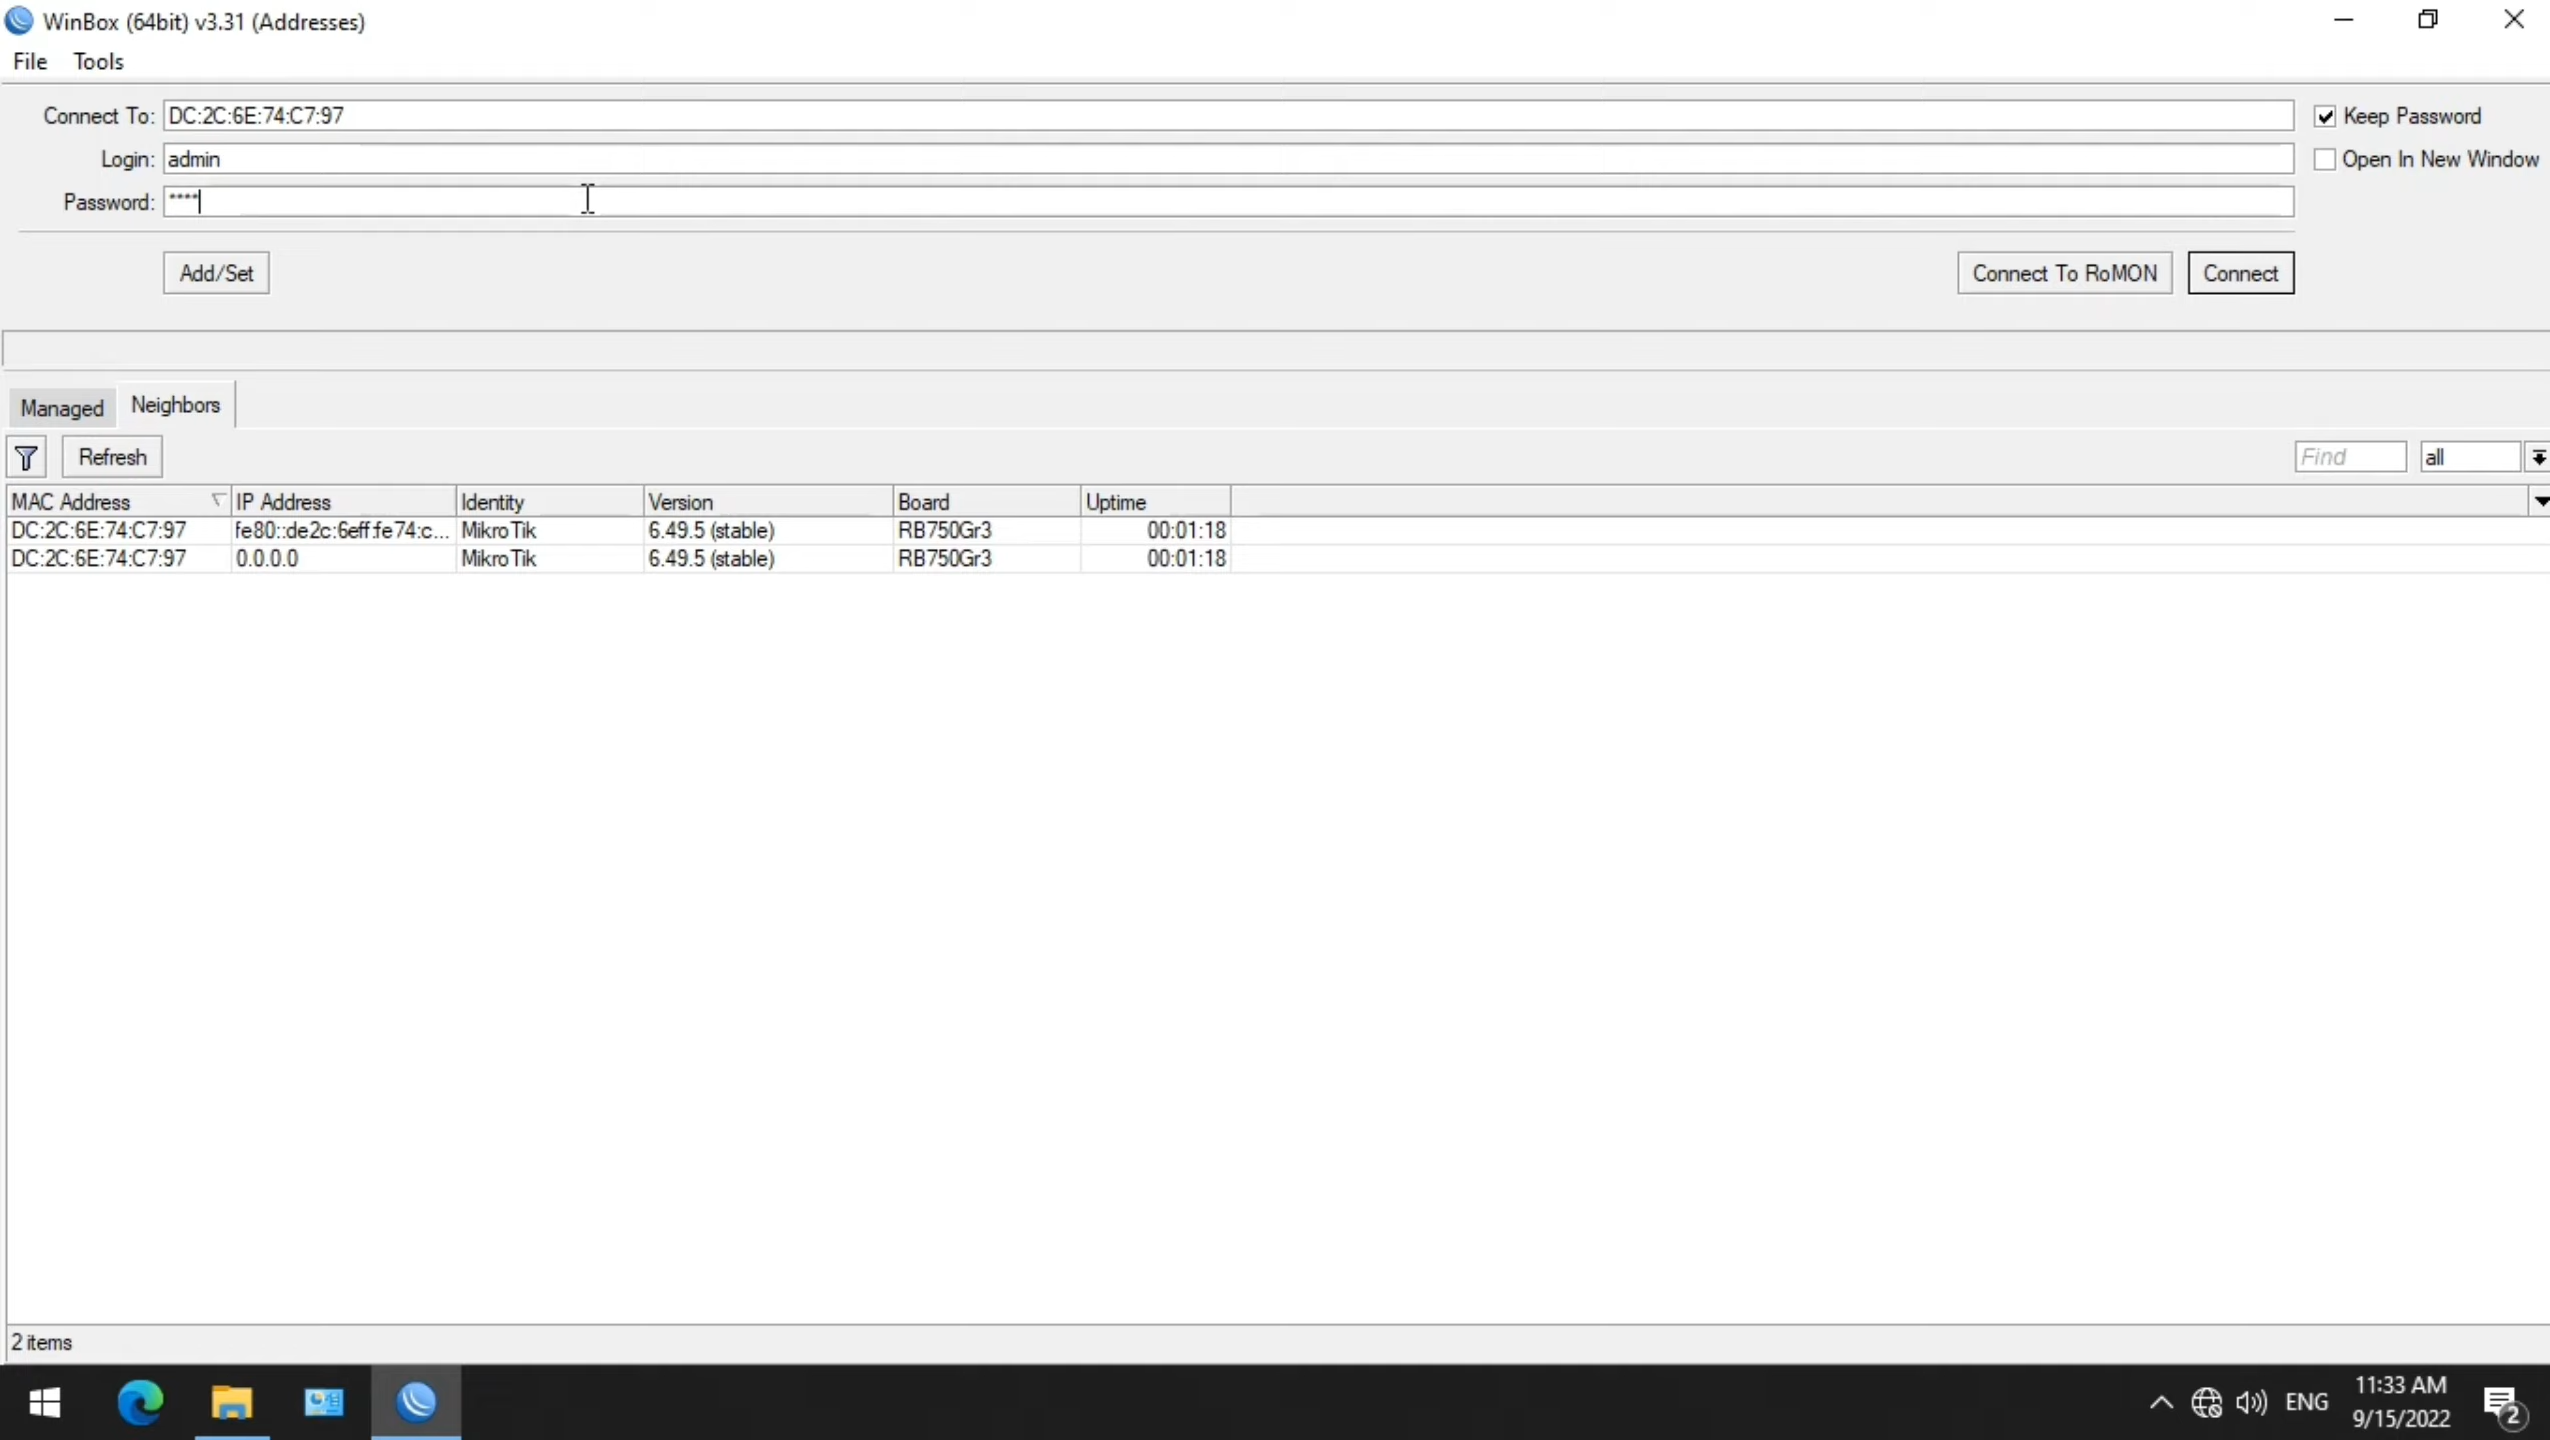 WinBox (64bit) v3.31 (Addresses)
File Tools
Connect To: DC:2C:6E:74:C7:97
Keep Password
Login: admin
Open In New Window
Password: ****
Add/Set
Connect To RoMON
Connect
Managed
Neighbors
Refresh
Find
all
MAC Address IP Address Identity Version Board Uptime
DC:2C:6E:74:C7:97 fe80::de2c:6eff:fe74:c... MikroTik 6.49.5 (stable) RB750Gr3 00:01:18
DC:2C:6E:74:C7:97 0.0.0.0 MikroTik 6.49.5 (stable) RB750Gr3 00:01:18
2 items
ENG
11:33 AM
9/15/2022
2